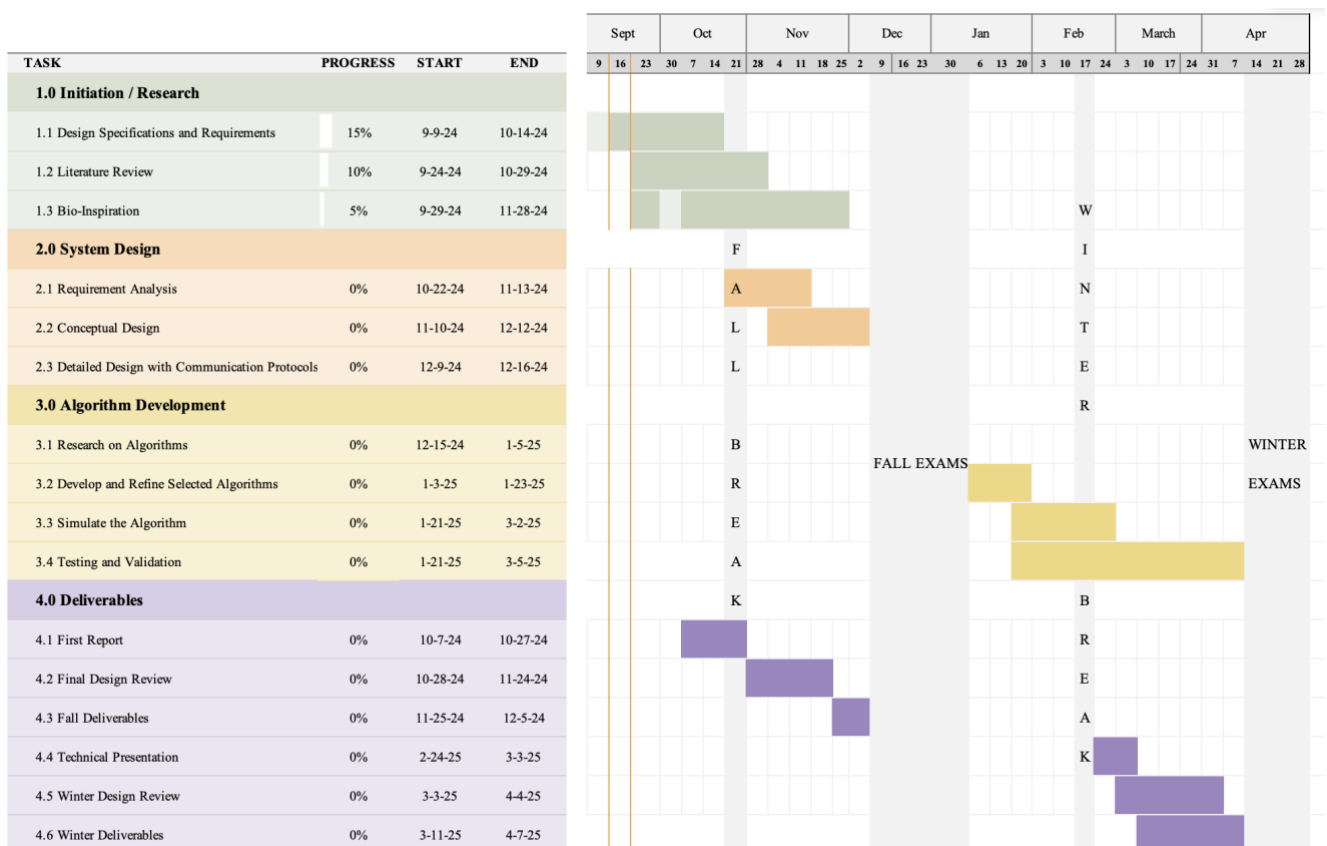 Sept Oct Nov Dec Jan Feb March Apr
TASK PROGRESS START END 9 16 23 30 7 14 21 28 4 11 18 25 2 9 16 23 30 6 13 20 3 10 17 24 3 10 17 24 31 7 14 21 28
1.0 Initiation / Research
1.1 Design Specifications and Requirements 15% 9-9-24 10-14-24
1.2 Literature Review 10% 9-24-24 10-29-24
1.3 Bio-Inspiration 5% 9-29-24 11-28-24 W
2.0 System Design F I
2.1 Requirement Analysis 0% 10-22-24 11-13-24 A N
2.2 Conceptual Design 0% 11-10-24 12-12-24 L T
2.3 Detailed Design with Communication Protocols 0% 12-9-24 12-16-24 L E
3.0 Algorithm Development R
3.1 Research on Algorithms 0% 12-15-24 1-5-25 B WINTER
FALL EXAMS
3.2 Develop and Refine Selected Algorithms 0% 1-3-25 1-23-25 R EXAMS
3.3 Simulate the Algorithm 0% 1-21-25 3-2-25 E
3.4 Testing and Validation 0% 1-21-25 3-5-25 A
4.0 Deliverables K B
4.1 First Report 0% 10-7-24 10-27-24 R
4.2 Final Design Review 0% 10-28-24 11-24-24 E
4.3 Fall Deliverables 0% 11-25-24 12-5-24 A
4.4 Technical Presentation 0% 2-24-25 3-3-25 K
4.5 Winter Design Review 0% 3-3-25 4-4-25
4.6 Winter Deliverables 0% 3-11-25 4-7-25